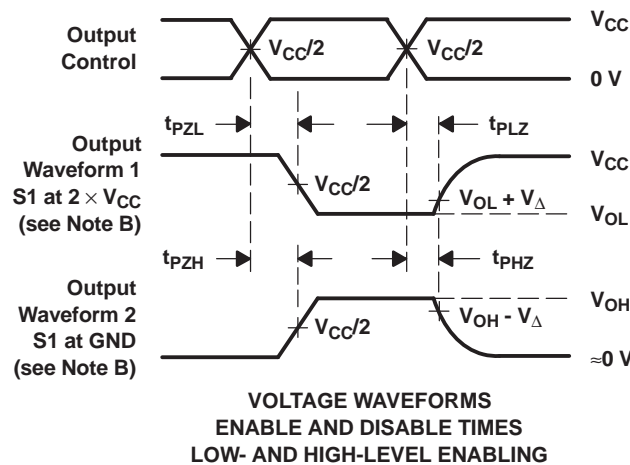 Output
Control
V_CC/2
V_CC/2
V_CC
0 V
t_PZL
t_PLZ
Output
Waveform 1
S1 at 2 × V_CC
(see Note B)
V_CC/2
V_CC
V_OL + V_Δ
V_OL
t_PZH
t_PHZ
Output
Waveform 2
S1 at GND
(see Note B)
V_CC/2
V_OH
V_OH - V_Δ
≈0 V
VOLTAGE WAVEFORMS
ENABLE AND DISABLE TIMES
LOW- AND HIGH-LEVEL ENABLING